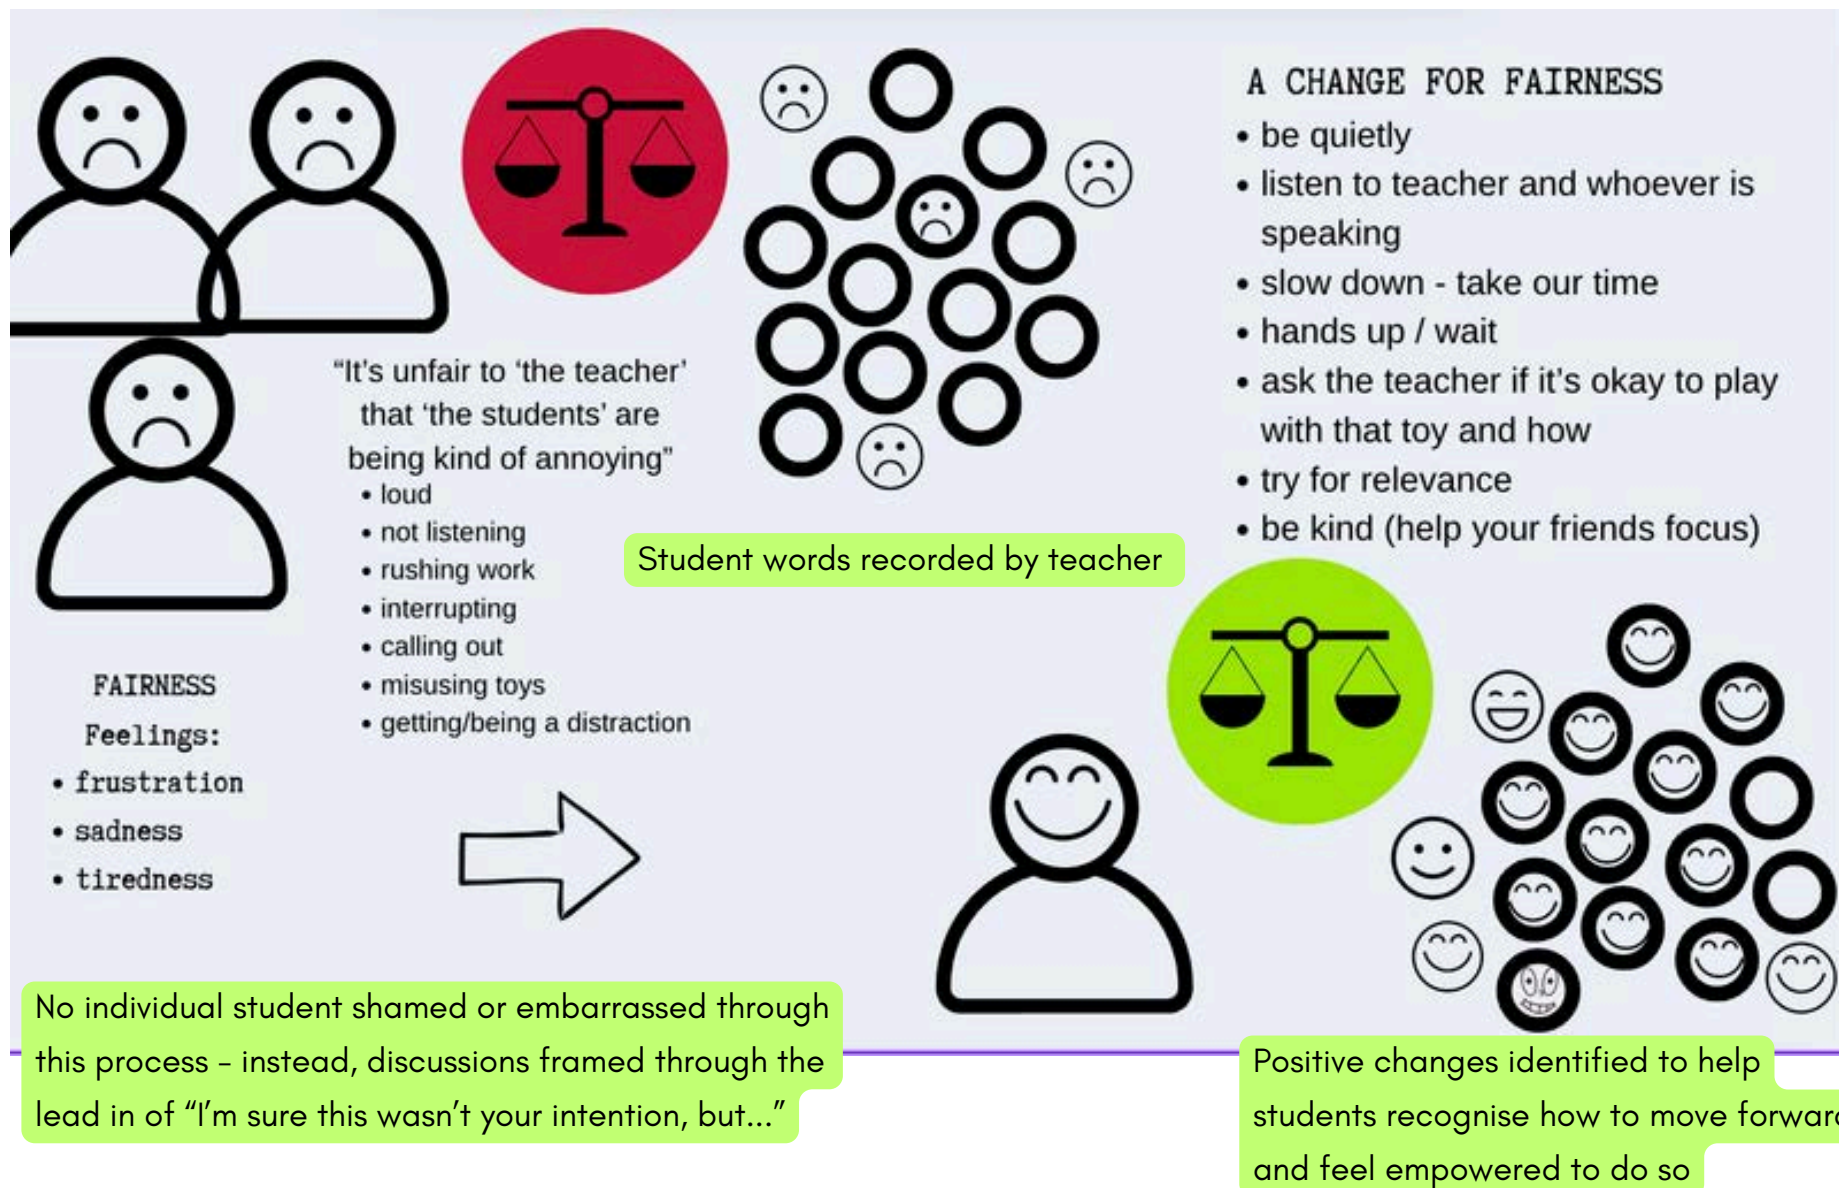 "It's unfair to 'the teacher'
that 'the students' are
being kind of annoying"
• loud
• not listening
• rushing work
• interrupting
• calling out
• misusing toys
• getting/being a distraction
FAIRNESS
Feelings:
• frustration
• sadness
• tiredness
Student words recorded by teacher
A CHANGE FOR FAIRNESS
• be quietly
• listen to teacher and whoever is
speaking
• slow down - take our time
• hands up / wait
• ask the teacher if it's okay to play
with that toy and how
• try for relevance
• be kind (help your friends focus)
No individual student shamed or embarrassed through
this process - instead, discussions framed through the
lead in of "I'm sure this wasn't your intention, but..."
Positive changes identified to help
students recognise how to move forward
and feel empowered to do so